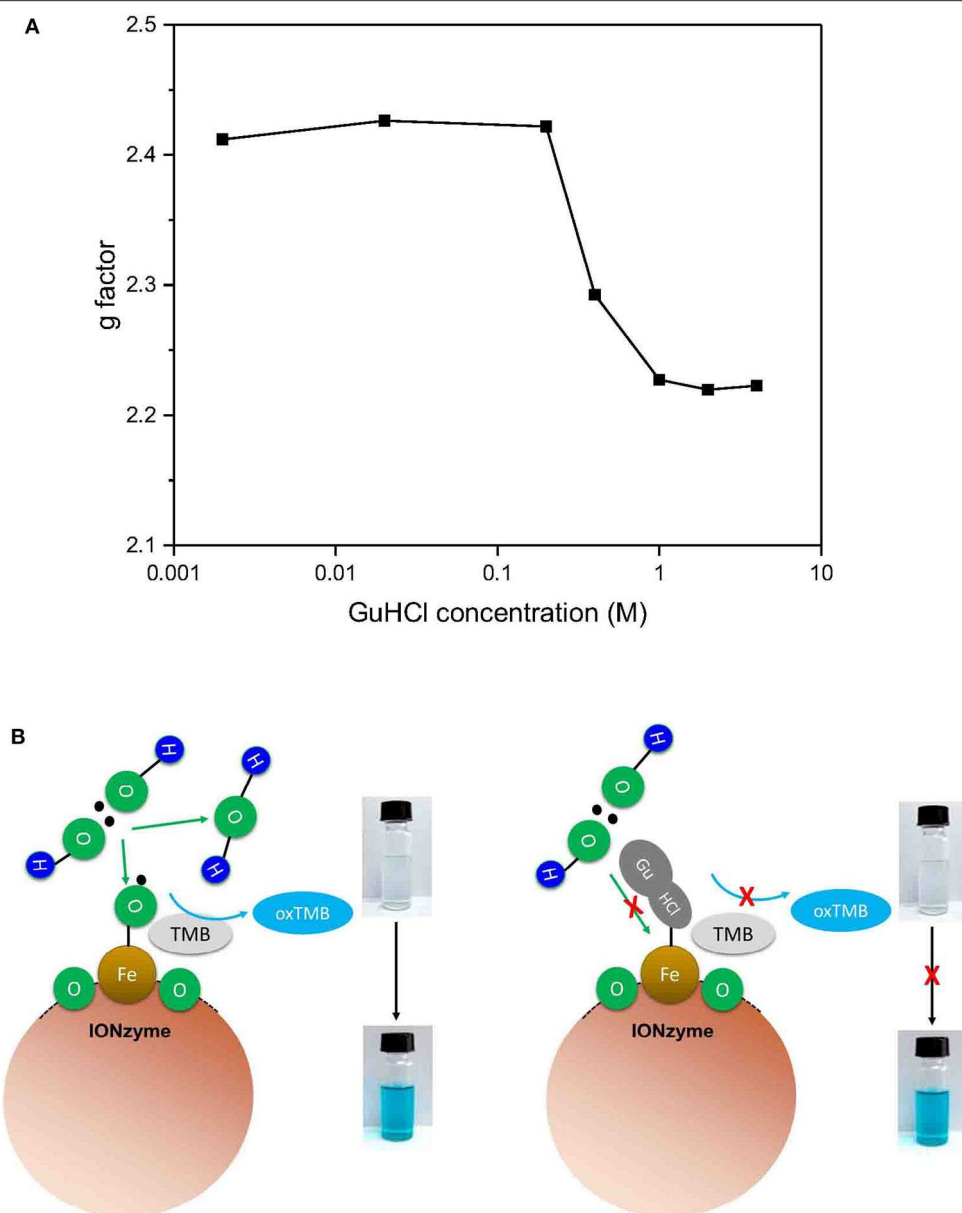 A
2.5
2.4
2.3
2.2
2.1
g factor
0.001 0.01 0.1 1 10
GuHCl concentration (M)
B
H
O
O
H
H
O
H
O
TMB
oxTMB
Fe
O O
IONzyme
H
O
O
H
Gu
HCl
TMB
oxTMB
X
X
X
Fe
O O
IONzyme